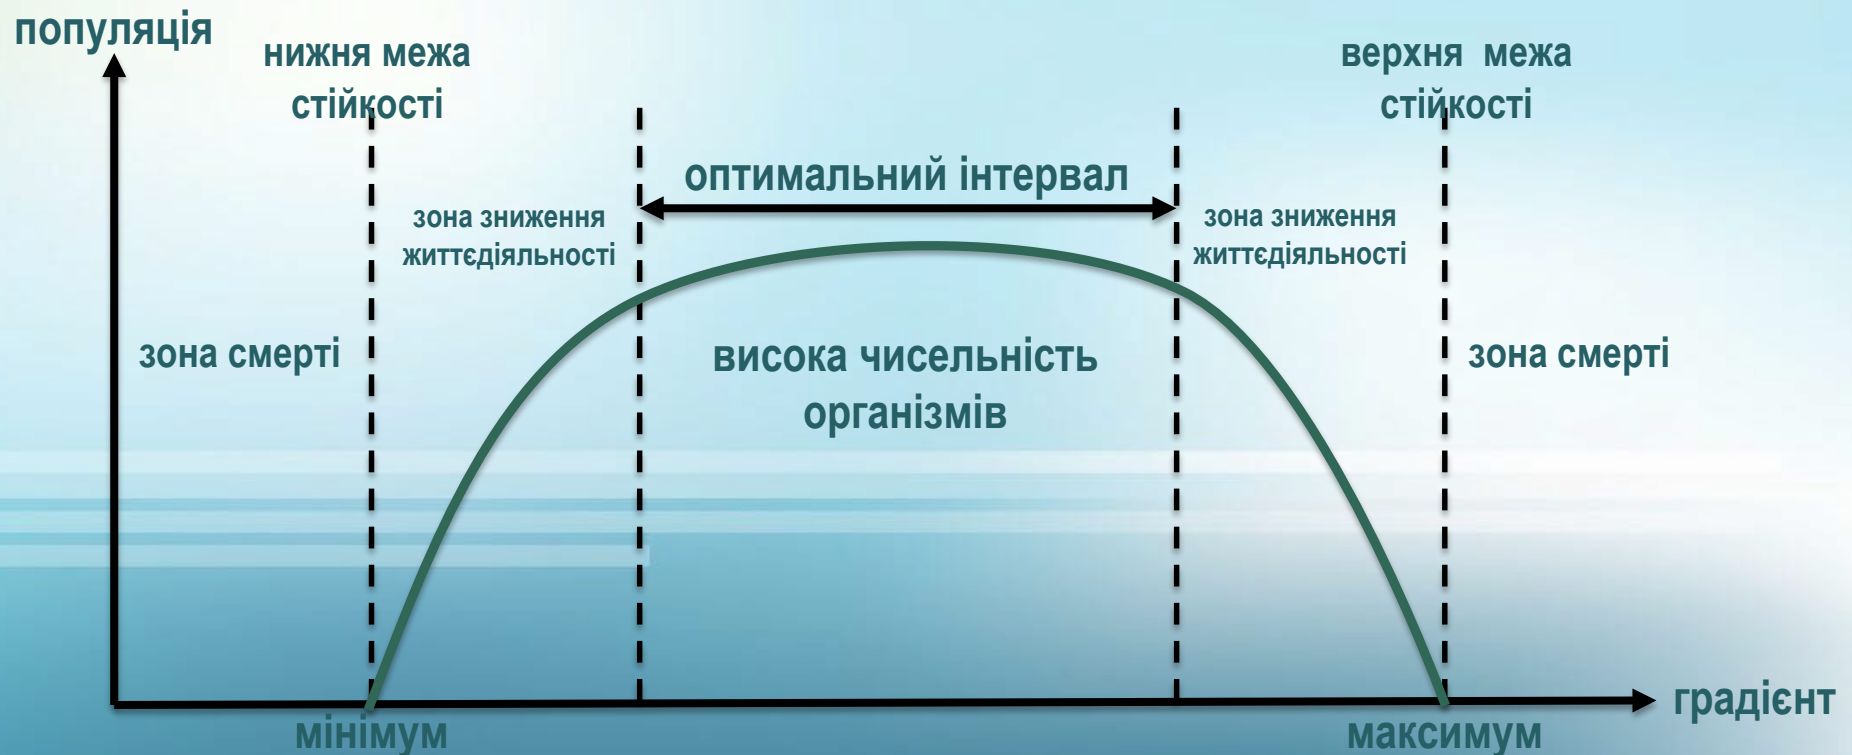 популяція
нижня межа
стійкості
верхня межа
стійкості
оптимальний інтервал
зона зниження
життєдіяльності
зона зниження
життєдіяльності
зона смерті
висока чисельність
організмів
зона смерті
градієнт
мінімум
максимум